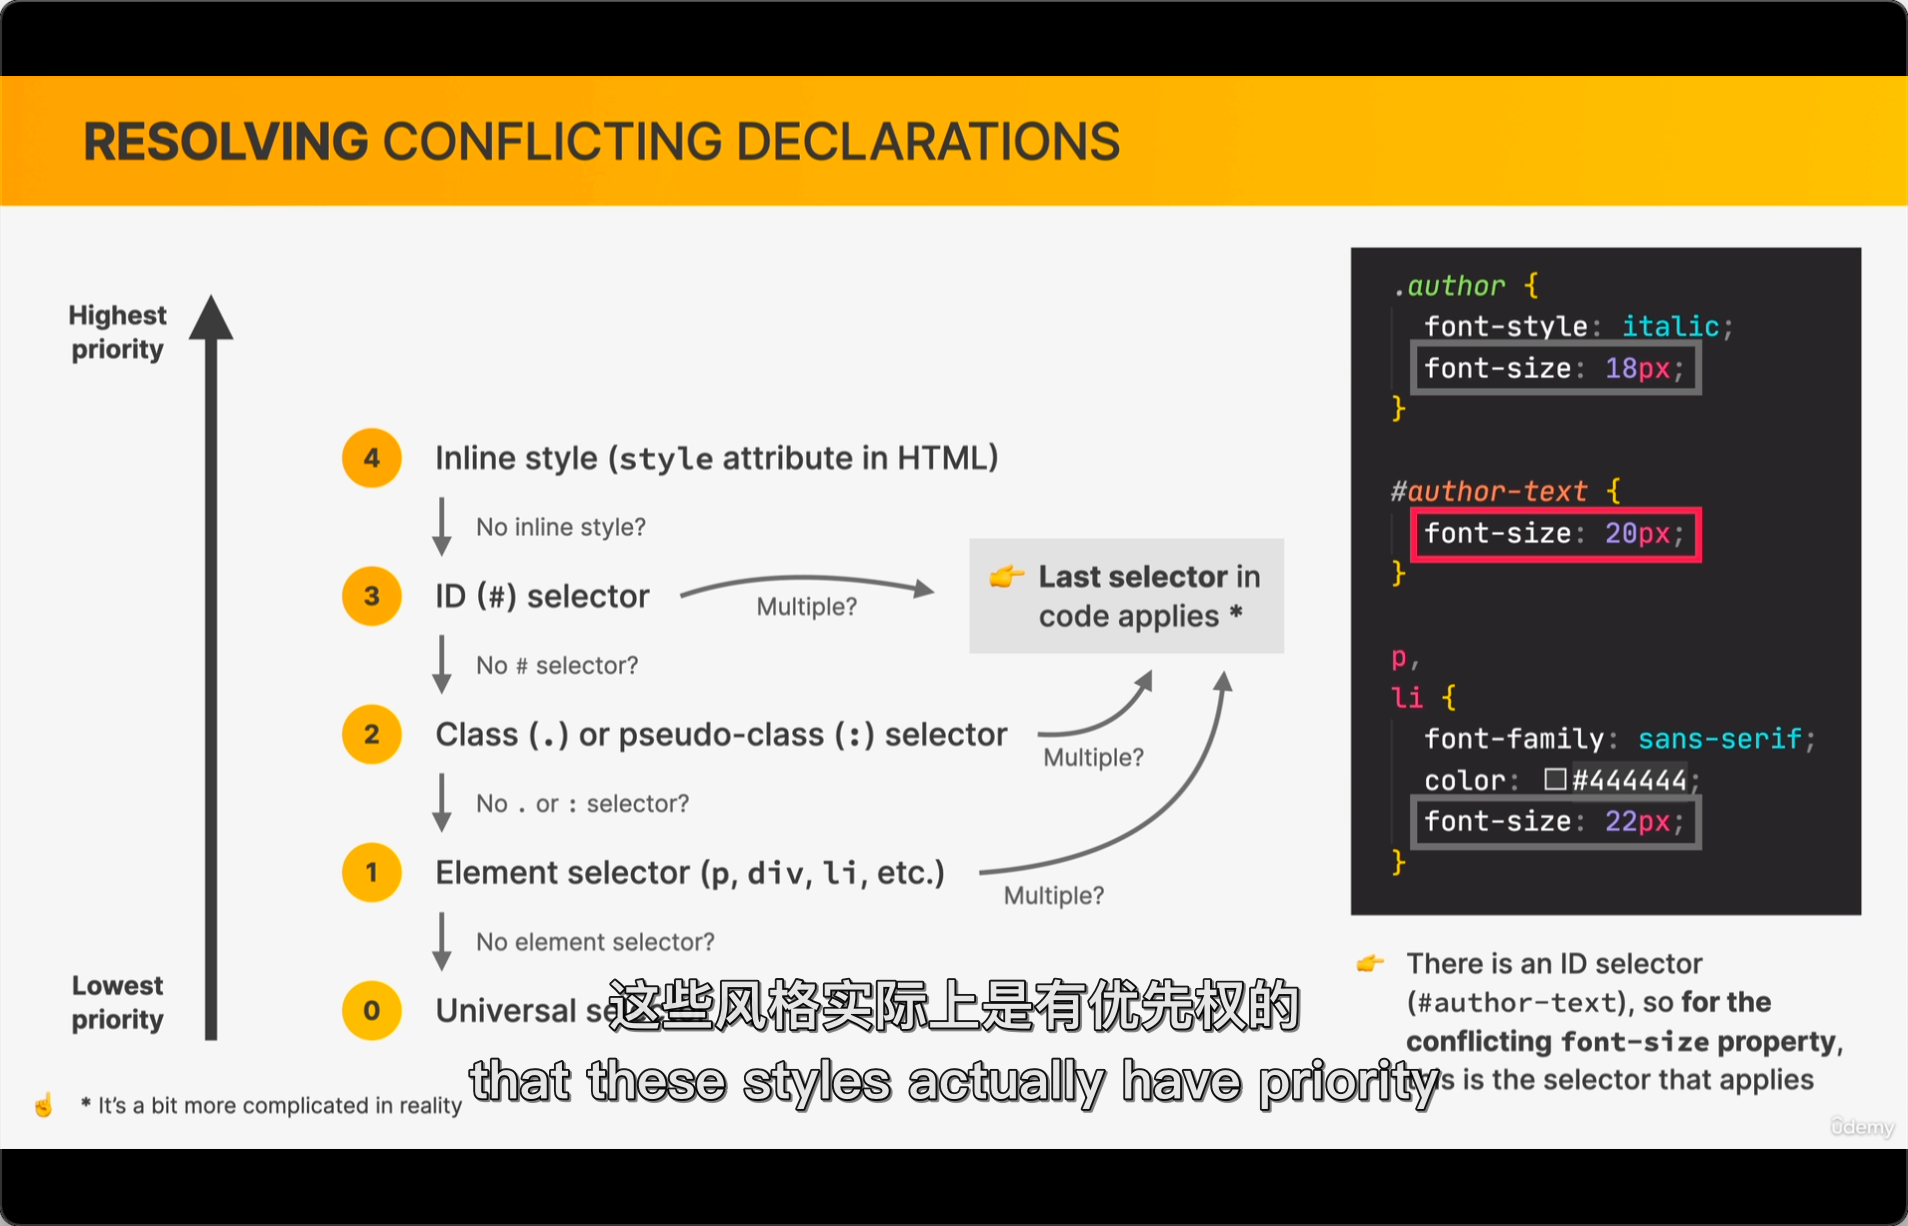 RESOLVING CONFLICTING DECLARATIONS
Highest
priority
4 Inline style (style attribute in HTML)
No inline style?
3 ID (#) selector
Multiple?
👉 Last selector in
code applies *
No # selector?
2 Class (.) or pseudo-class (:) selector
Multiple?
No . or : selector?
1 Element selector (p, div, li, etc.)
Multiple?
No element selector?
Lowest
priority
0 Universal
☝️ * It's a bit more complicated in reality
.author {
font-style: italic;
font-size: 18px;
}
#author-text {
font-size: 20px;
}
p,
li {
font-family: sans-serif;
color: #444444;
font-size: 22px;
}
👉 There is an ID selector
(#author-text), so for the
conflicting font-size property,
is the selector that applies
这些风格实际上是有优先权的
that these styles actually have priority
ûdemy